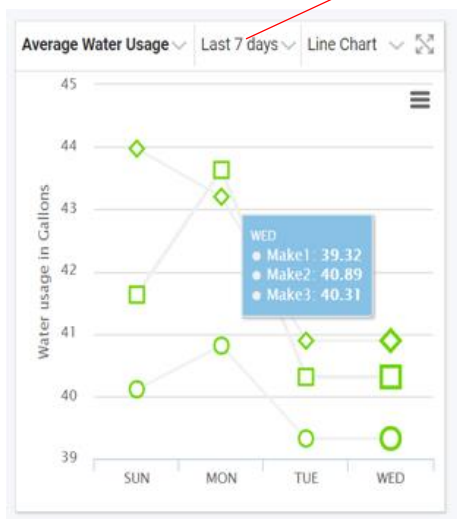 Average Water Usage Last 7 days Line Chart
45
44
43
42
41
40
39
Water usage in Gallons
WED
Make1: 39.32
Make2: 40.89
Make3: 40.31
SUN MON TUE WED